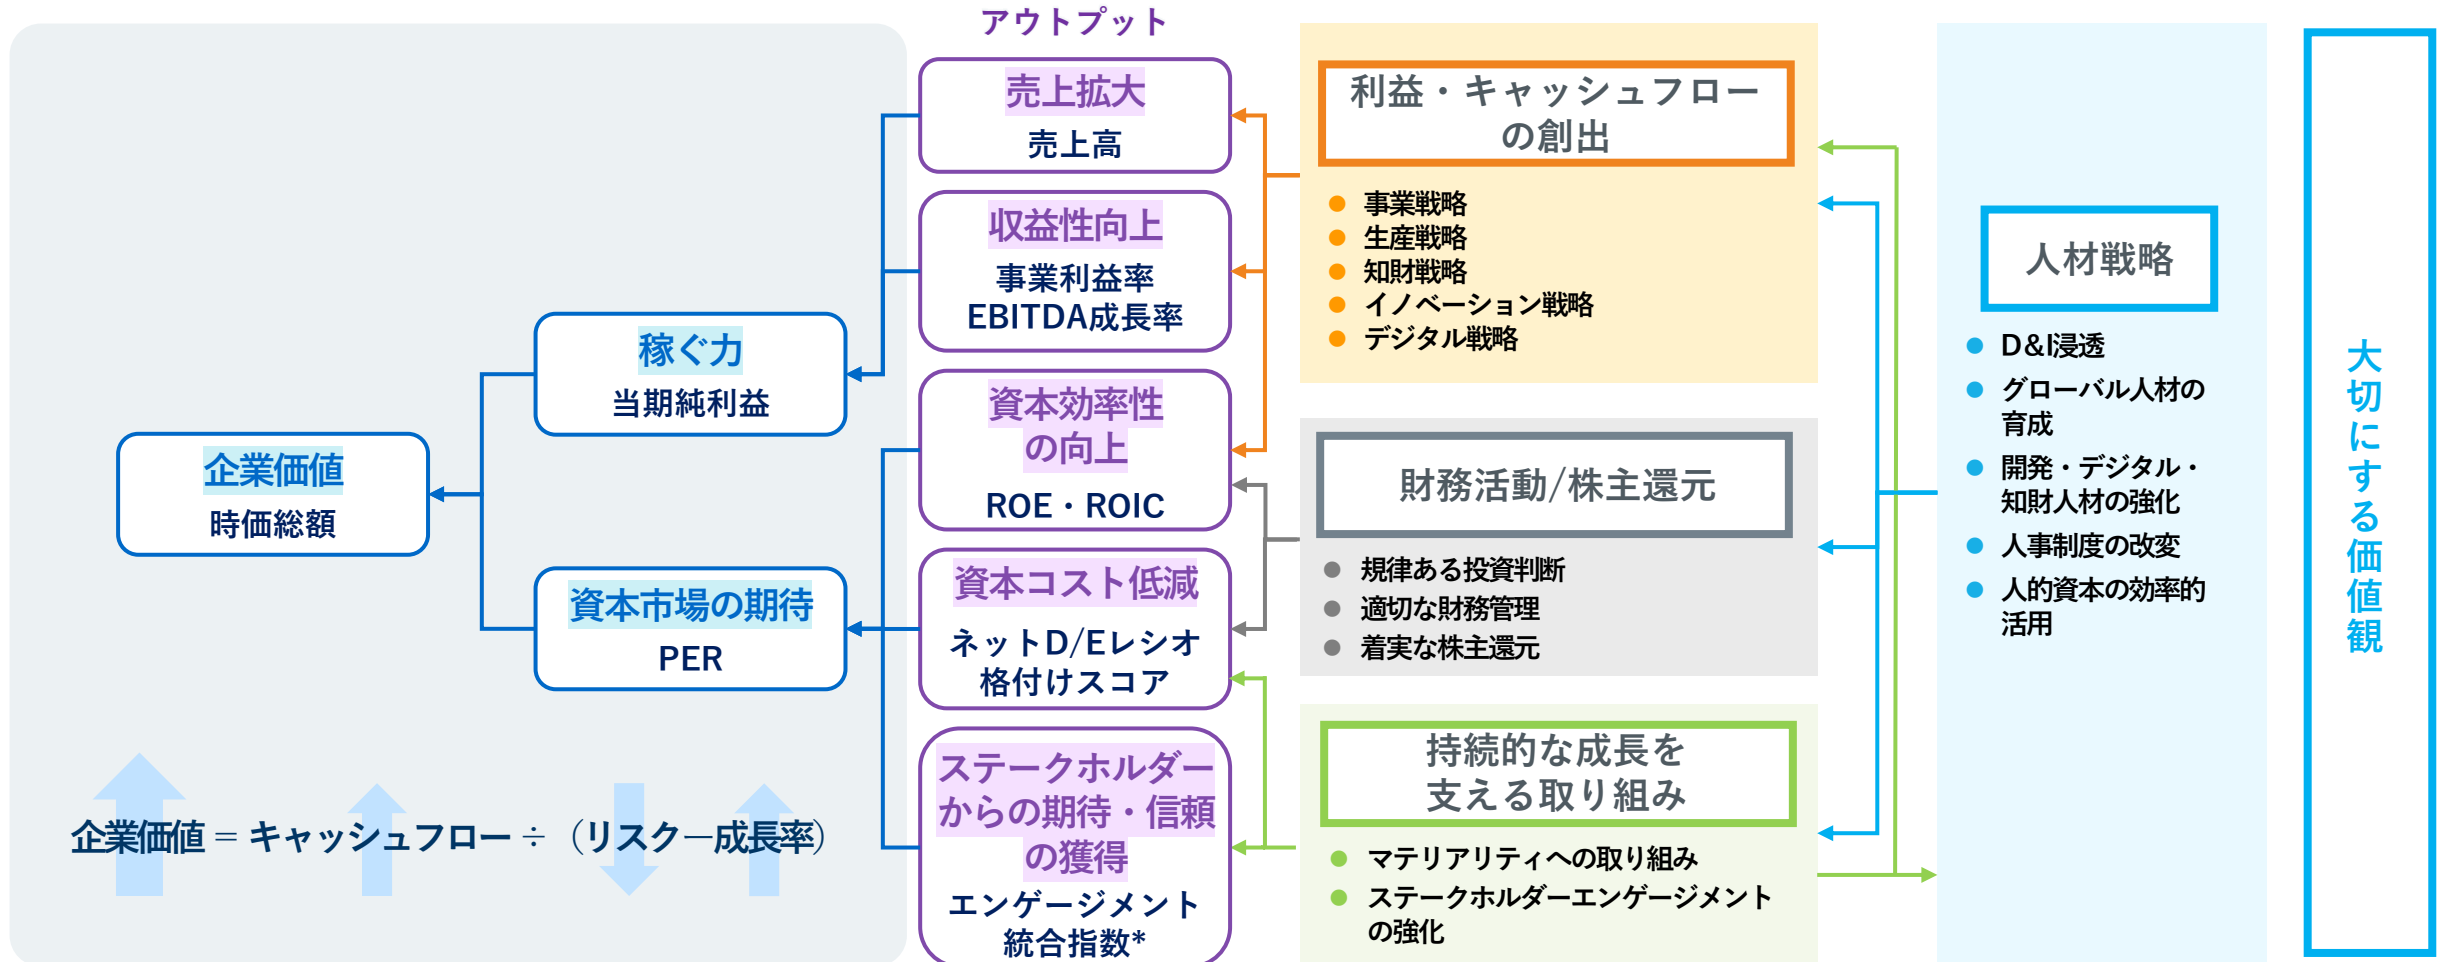 アウトプット
売上拡大
売上高
収益性向上
事業利益率
EBITDA成長率
資本効率性
の向上
ROE・ROIC
資本コスト低減
ネットD/Eレシオ
格付けスコア
ステークホルダー
からの期待・信頼
の獲得
エンゲージメント
統合指数*
稼ぐ力
当期純利益
企業価値
時価総額
資本市場の期待
PER
企業価値 = キャッシュフロー ÷ （リスク－成長率）
利益・キャッシュフロー
の創出
事業戦略
生産戦略
知財戦略
イノベーション戦略
デジタル戦略
財務活動/株主還元
規律ある投資判断
適切な財務管理
着実な株主還元
持続的な成長を
支える取り組み
マテリアリティへの取り組み
ステークホルダーエンゲージメント
の強化
人材戦略
D&I浸透
グローバル人材の
育成
開発・デジタル・
知財人材の強化
人事制度の改変
人的資本の効率的
活用
大切にする価値観